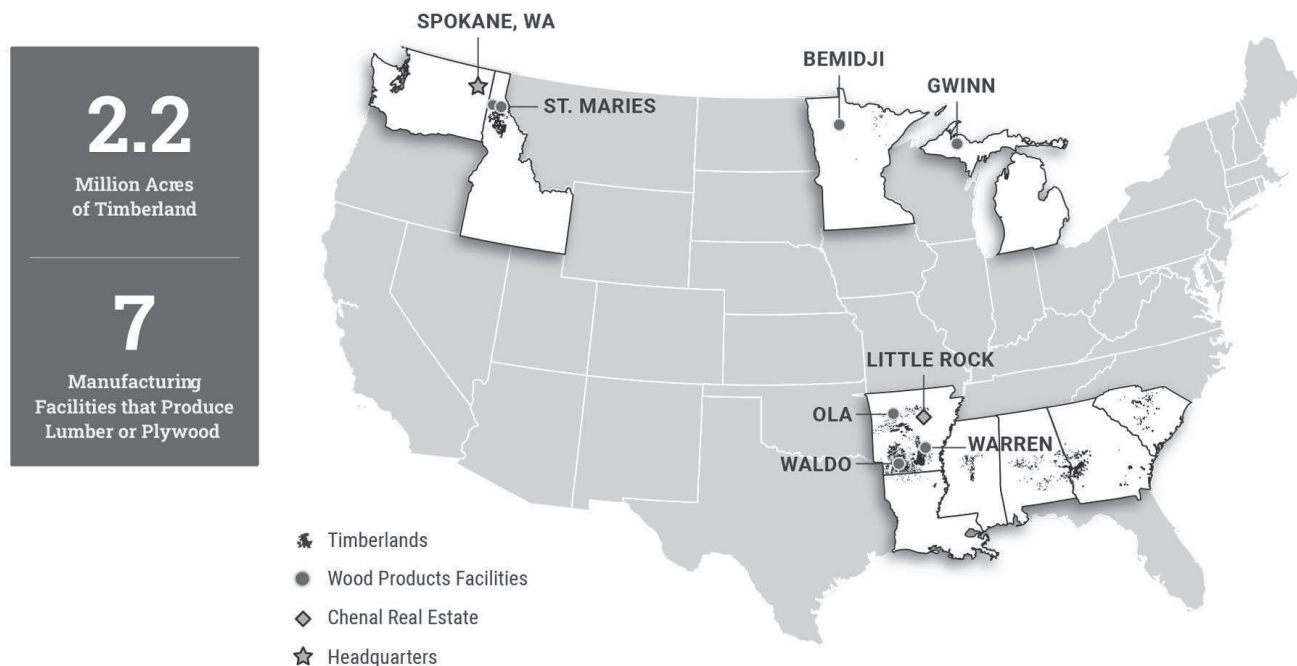 SPOKANE, WA
BEMIDJI
GWINN
ST. MARIES
2.2
Million Acres
of Timberland
7
Manufacturing
Facilities that Produce
Lumber or Plywood
LITTLE ROCK
OLA
WARREN
WALDO
Timberlands
Wood Products Facilities
Chenal Real Estate
Headquarters